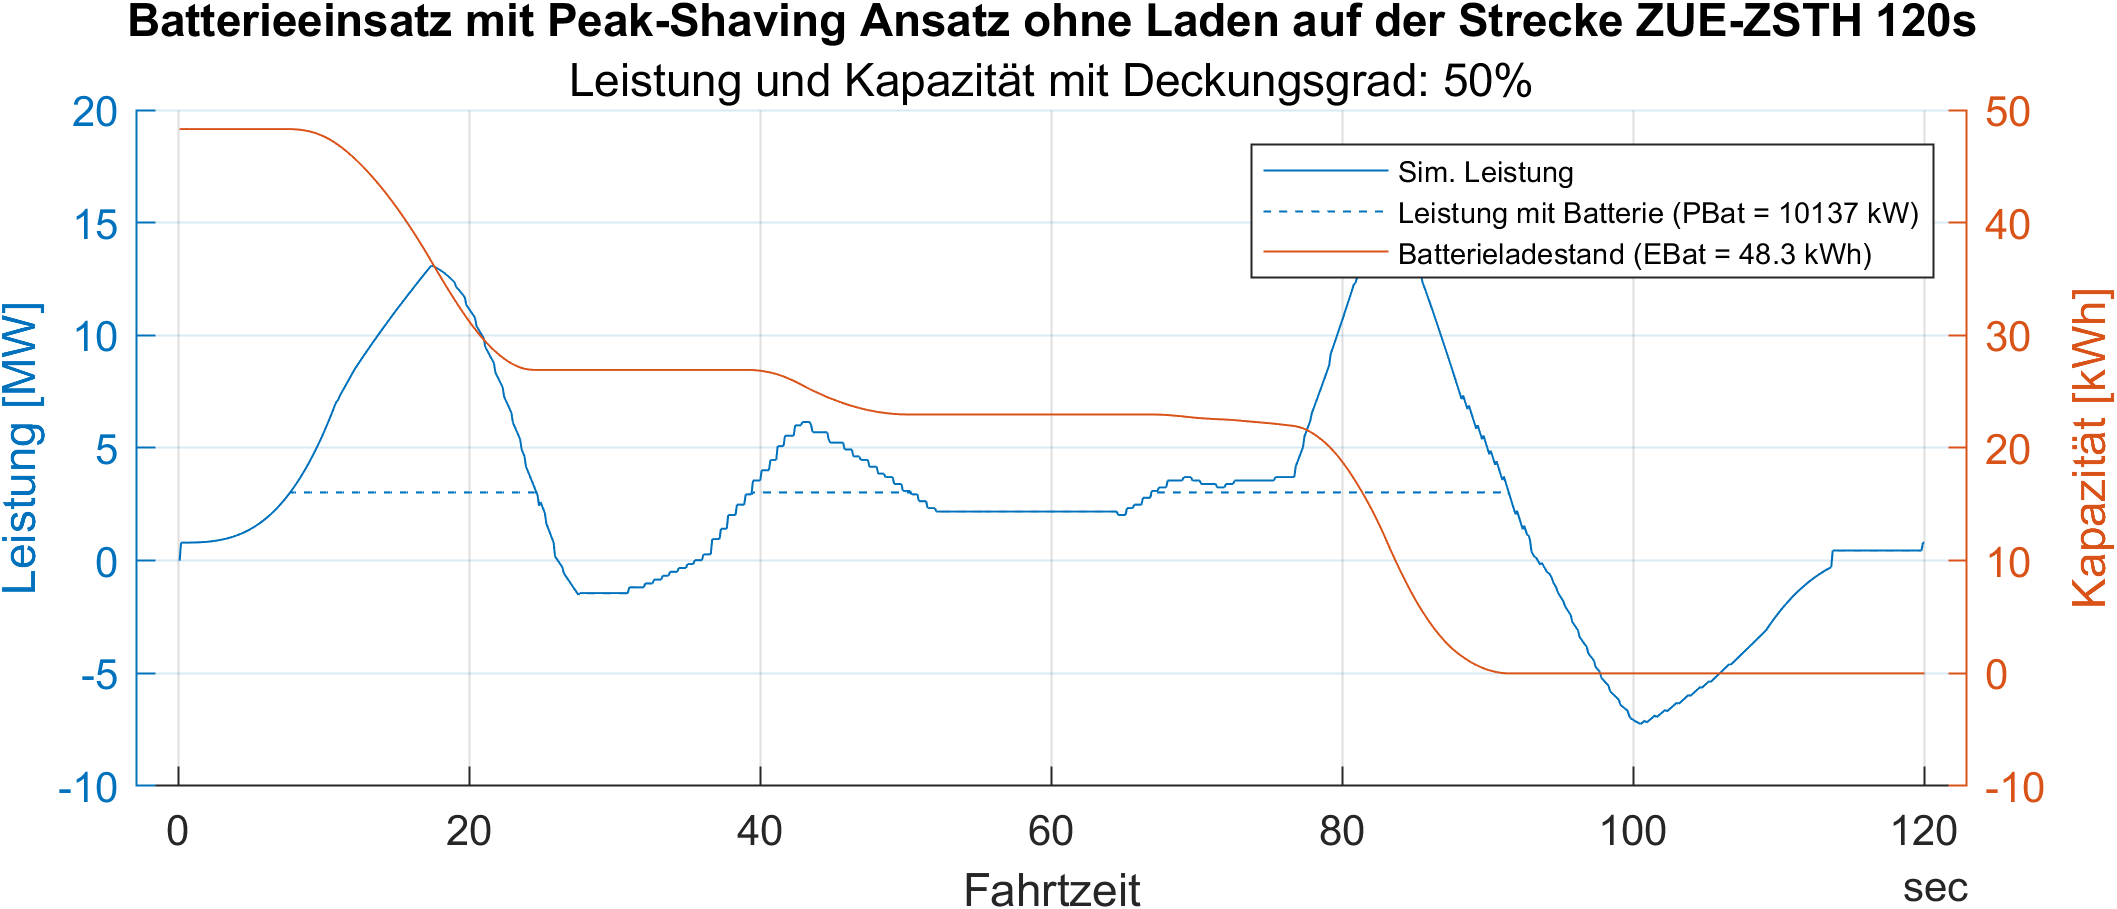 Batterieeinsatz mit Peak-Shaving Ansatz ohne Laden auf der Strecke ZUE-ZSTH 120s
Leistung und Kapazität mit Deckungsgrad: 50%
Leistung [MW]
20
15
10
5
0
-5
-10
Sim. Leistung
Leistung mit Batterie (PBat = 10137 kW)
Batterieladestand (EBat = 48.3 kWh)
50
40
30
20
10
0
-10
Kapazität [kWh]
0 20 40 60 80 100 120
Fahrtzeit
sec